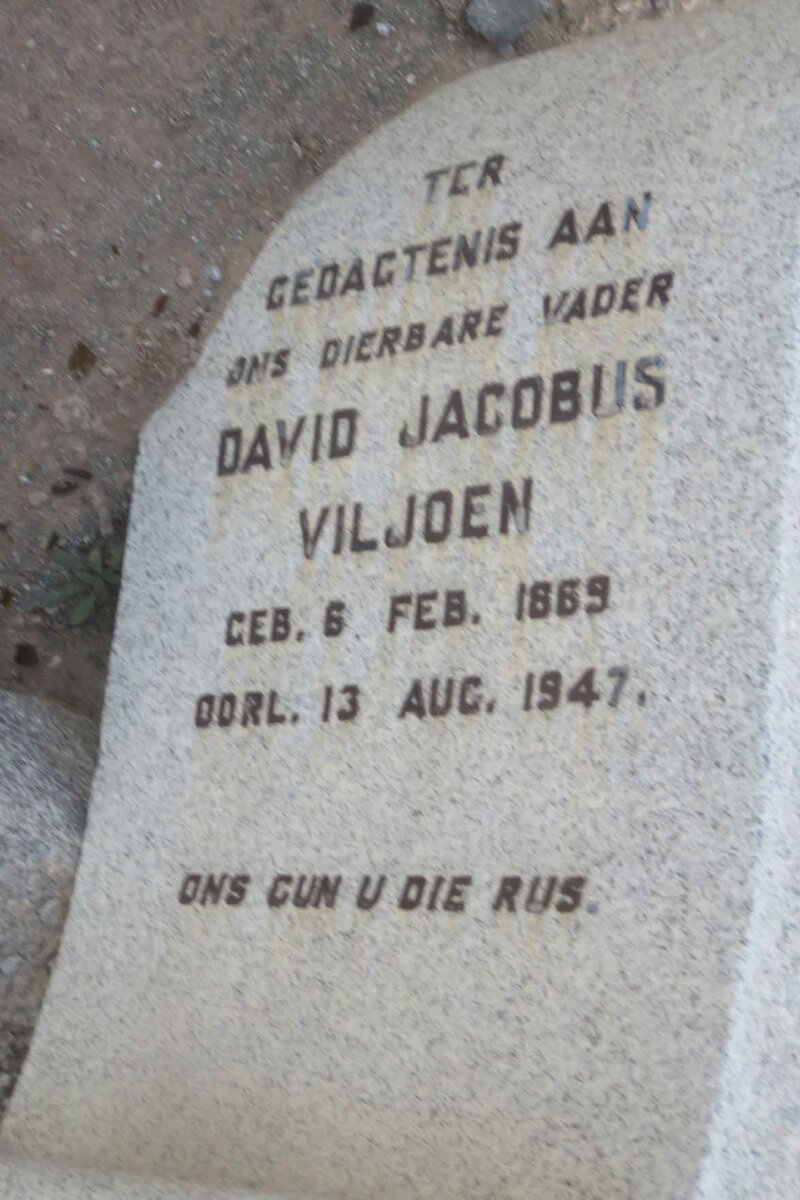 TER
GEDAGTENIS AAN
ONS DIERBARE VADER
DAVID JACOBUS
VILJOEN
GEB. 6 FEB. 1869
OORL. 13 AUG. 1947.
ONS GUN U DIE RUS.